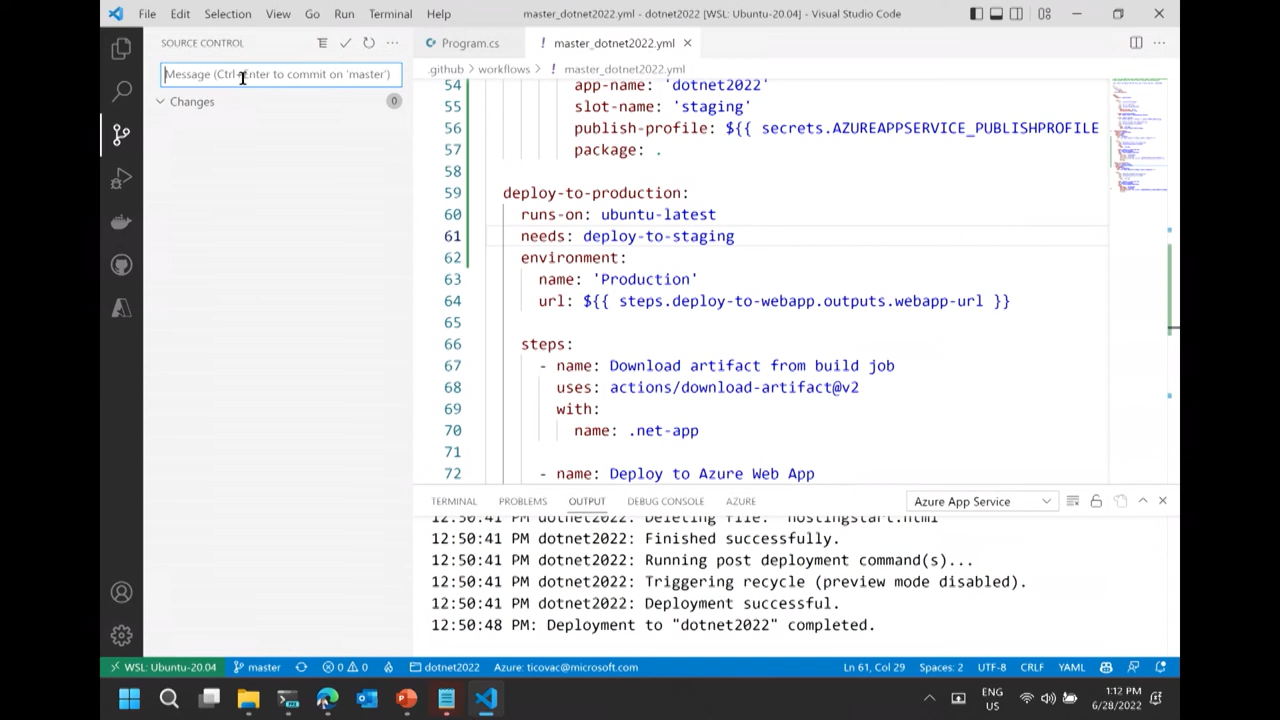 File Edit Selection View Go Run Terminal Help master_dotnet2022.yml - dotnet2022 [WSL: Ubuntu-20.04] - Visual Studio Code
SOURCE CONTROL
Message (Ctrl+Enter to commit on 'master')
Changes 0
Program.cs ! master_dotnet2022.yml
.github > workflows > ! master_dotnet2022.yml
54 app-name: 'dotnet2022'
55 slot-name: 'staging'
56 publish-profile: ${{ secrets.AZUREAPPSERVICE_PUBLISHPROFILE
57 package: .
59 deploy-to-production:
60 runs-on: ubuntu-latest
61 needs: deploy-to-staging
62 environment:
63 name: 'Production'
64 url: ${{ steps.deploy-to-webapp.outputs.webapp-url }}
65
66 steps:
67 - name: Download artifact from build job
68 uses: actions/download-artifact@v2
69 with:
70 name: .net-app
71
72 - name: Deploy to Azure Web App
TERMINAL PROBLEMS OUTPUT DEBUG CONSOLE AZURE Azure App Service
12:50:41 PM dotnet2022: Deleting file: 'hostingstart.html'
12:50:41 PM dotnet2022: Finished successfully.
12:50:41 PM dotnet2022: Running post deployment command(s)...
12:50:41 PM dotnet2022: Triggering recycle (preview mode disabled).
12:50:41 PM dotnet2022: Deployment successful.
12:50:48 PM: Deployment to "dotnet2022" completed.
WSL: Ubuntu-20.04 master 0 0 dotnet2022 Azure: ticovac@microsoft.com Ln 61, Col 29 Spaces: 2 UTF-8 CRLF YAML
ENG
US
1:12 PM
6/28/2022